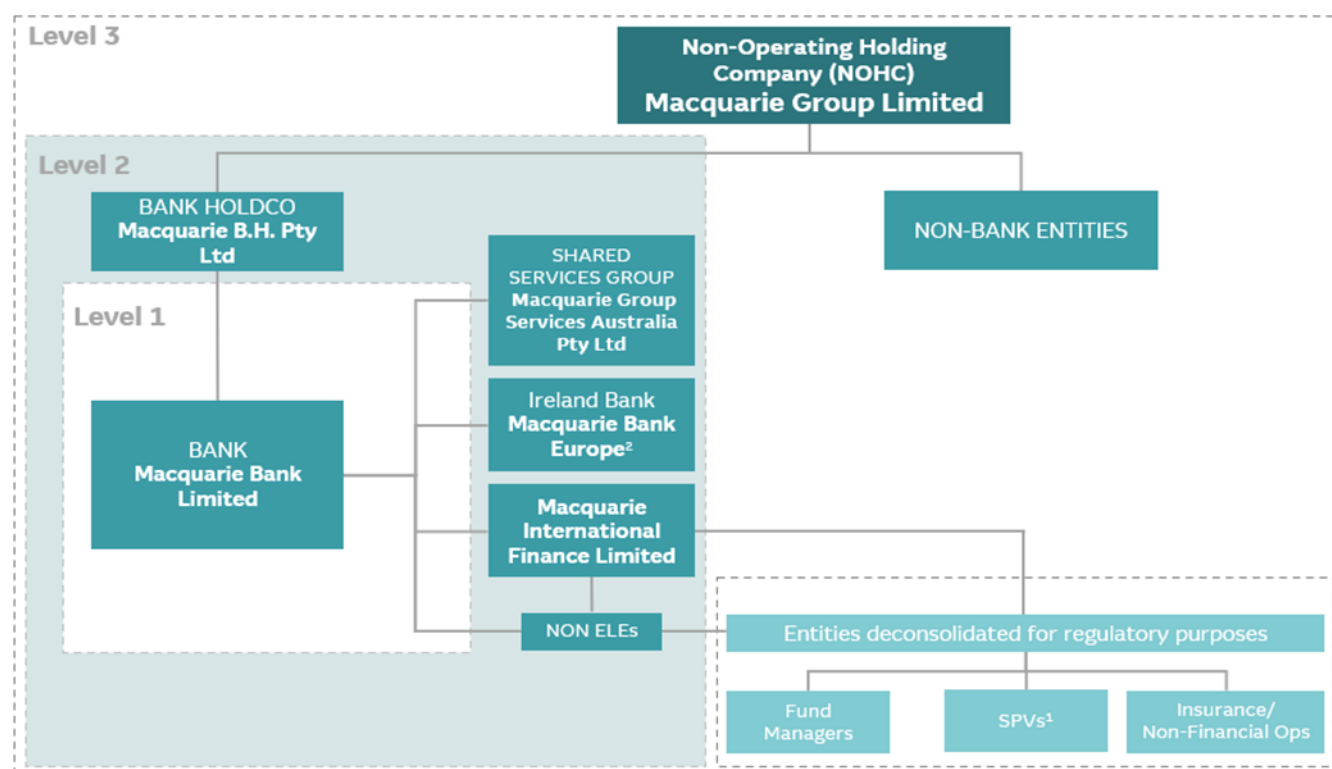 Level 3
Non-Operating Holding
Company (NOHC)
Macquarie Group Limited
Level 2
BANK HOLDCO
Macquarie B.H. Pty
Ltd
NON-BANK ENTITIES
SHARED
SERVICES GROUP
Macquarie Group
Services Australia
Pty Ltd
Level 1
Ireland Bank
Macquarie Bank
Europe²
BANK
Macquarie Bank
Limited
Macquarie
International
Finance Limited
NON ELEs
Entities deconsolidated for regulatory purposes
Fund
Managers
SPVs¹
Insurance/
Non-Financial Ops